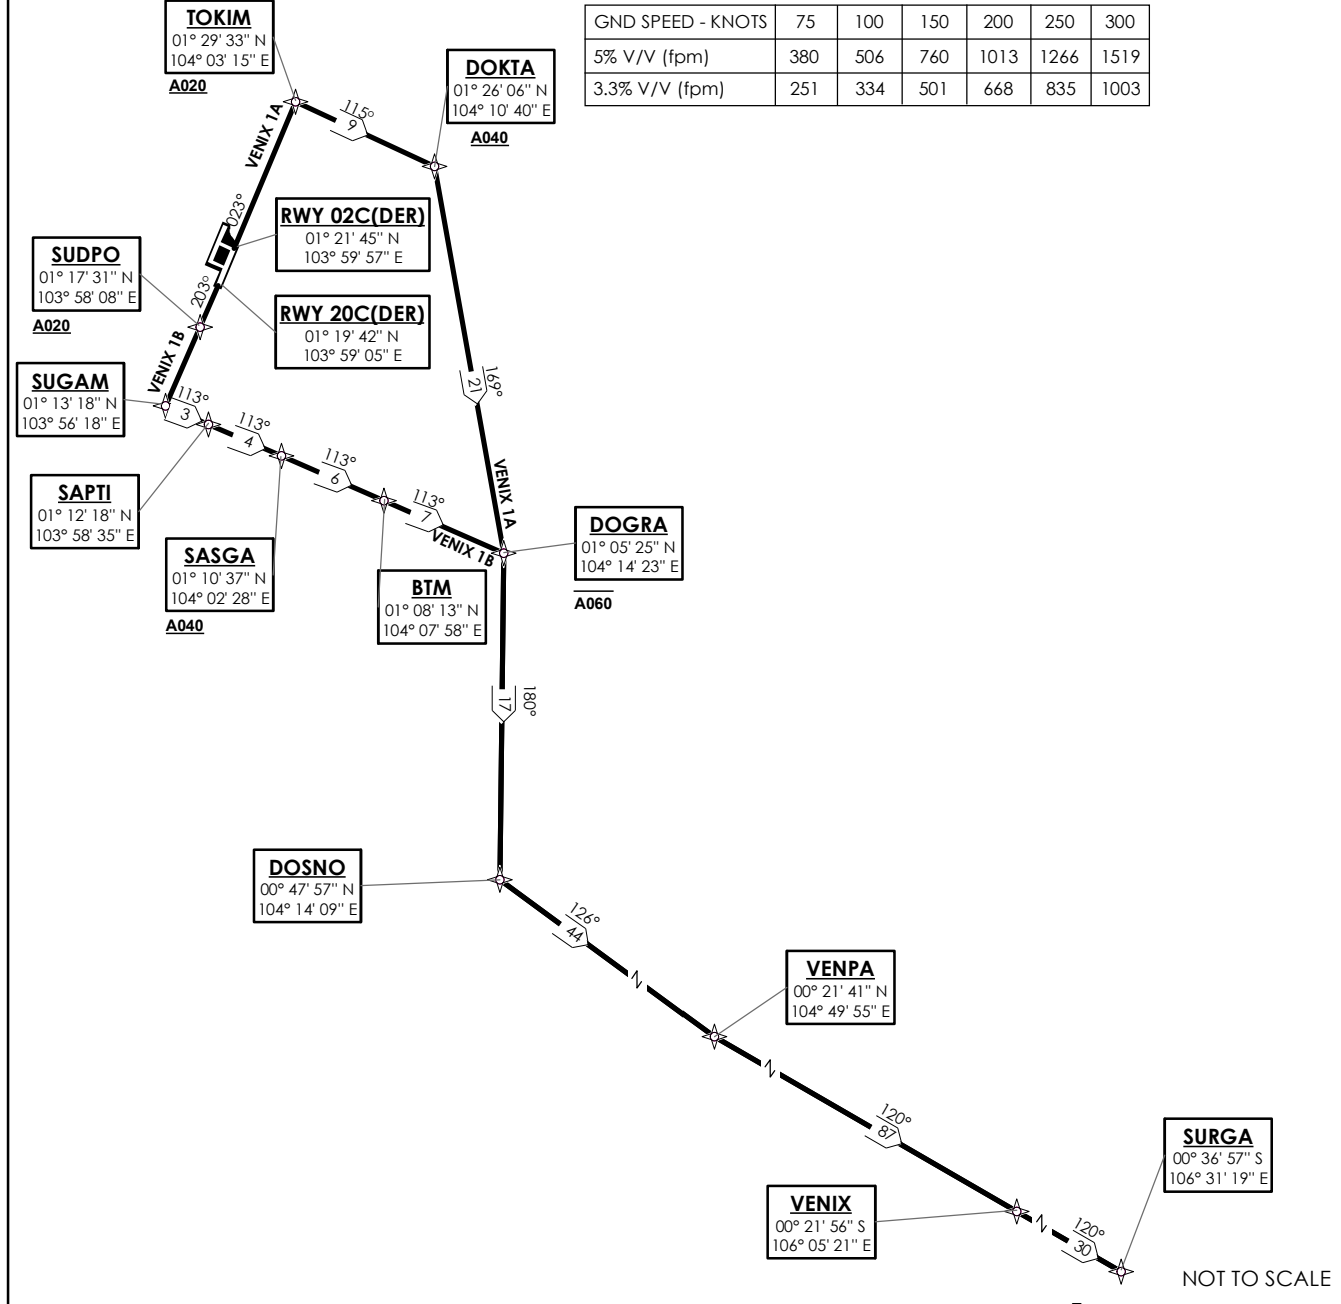 TOKIM
01° 29' 33" N
104° 03' 15" E
A020
GND SPEED - KNOTS 75 100 150 200 250 300
5% V/V (fpm) 380 506 760 1013 1266 1519
3.3% V/V (fpm) 251 334 501 668 835 1003
DOKTA
01° 26' 06" N
104° 10' 40" E
A040
115°
9
VENIX 1A
023°
RWY 02C(DER)
01° 21' 45" N
103° 59' 57" E
SUDPO
01° 17' 31" N
103° 58' 08" E
A020
203°
RWY 20C(DER)
01° 19' 42" N
103° 59' 05" E
VENIX 1B
SUGAM
01° 13' 18" N
103° 56' 18" E
113°
3
113°
4
113°
6
113°
7
169°
21
VENIX 1A
VENIX 1B
SAPTI
01° 12' 18" N
103° 58' 35" E
SASGA
01° 10' 37" N
104° 02' 28" E
A040
BTM
01° 08' 13" N
104° 07' 58" E
DOGRA
01° 05' 25" N
104° 14' 23" E
A060
180°
17
DOSNO
00° 47' 57" N
104° 14' 09" E
126°
44
N
VENPA
00° 21' 41" N
104° 49' 55" E
N
120°
87
SURGA
00° 36' 57" S
106° 31' 19" E
VENIX
00° 21' 56" S
106° 05' 21" E
N
120°
30
NOT TO SCALE